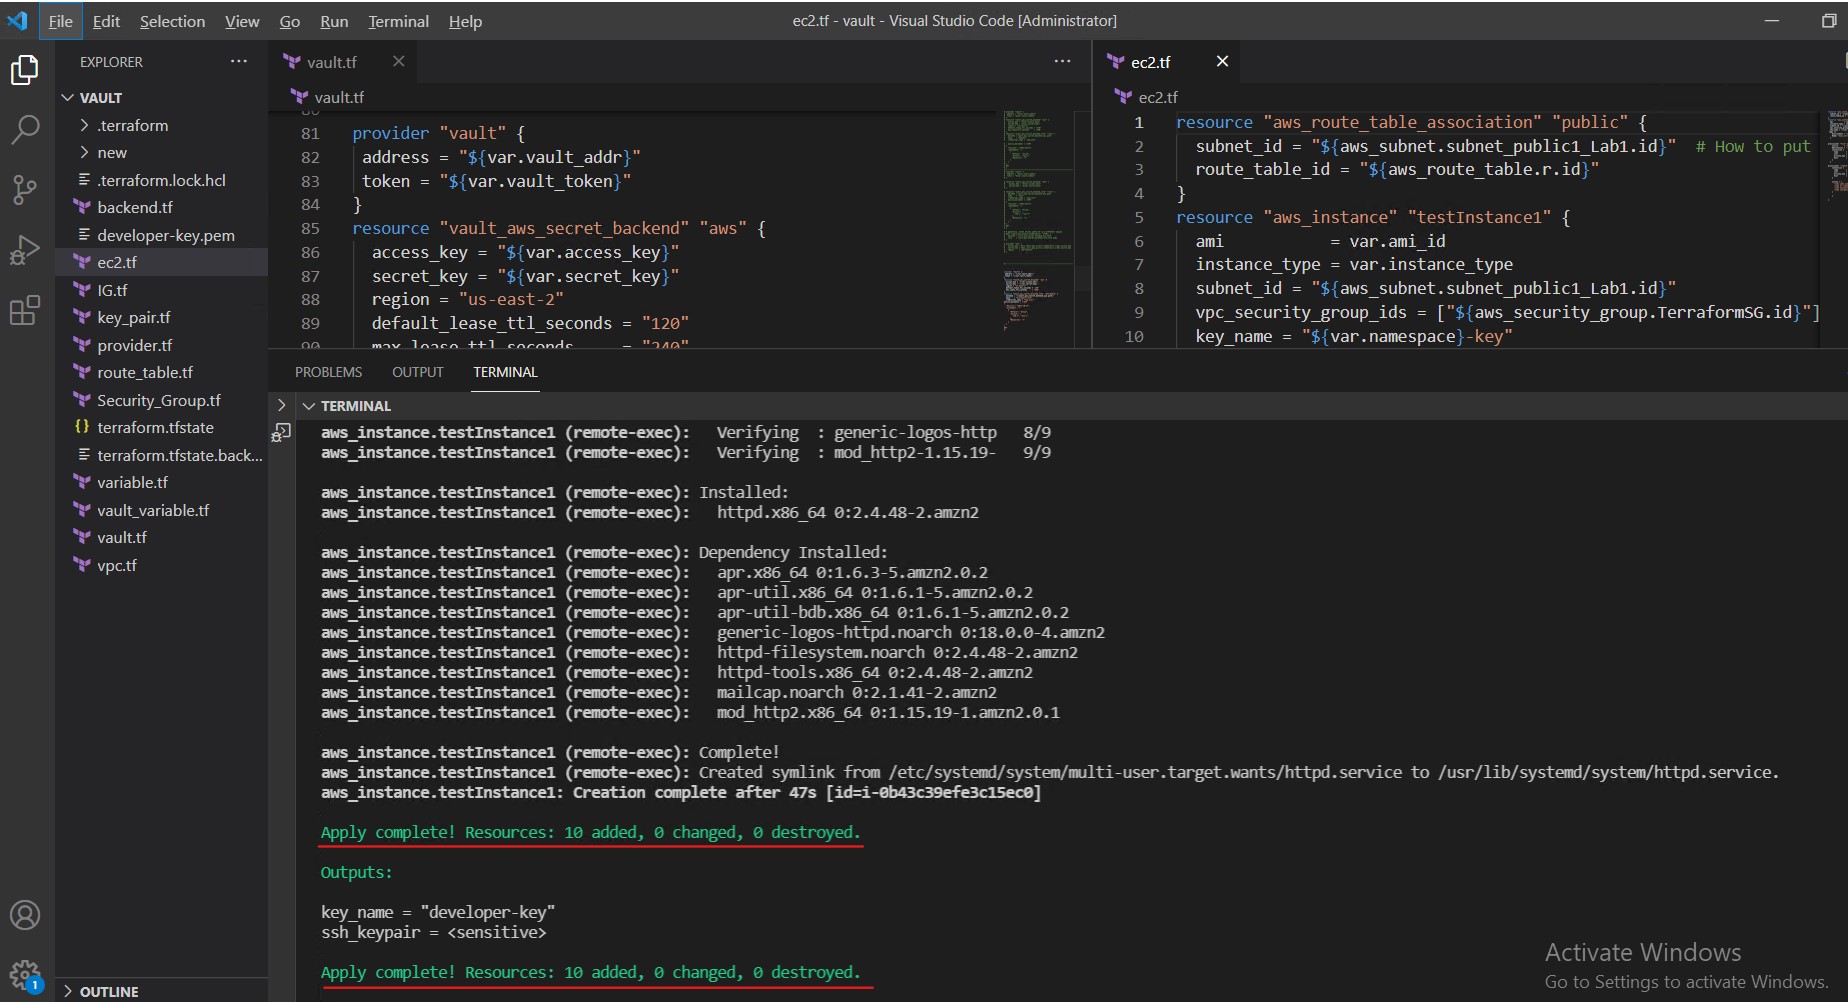 File Edit Selection View Go Run Terminal Help
ec2.tf - vault - Visual Studio Code [Administrator]
EXPLORER
VAULT
.terraform
new
.terraform.lock.hcl
backend.tf
developer-key.pem
ec2.tf
IG.tf
key_pair.tf
provider.tf
route_table.tf
Security_Group.tf
terraform.tfstate
terraform.tfstate.back...
variable.tf
vault_variable.tf
vault.tf
vpc.tf
OUTLINE
1
vault.tf
vault.tf
81 provider "vault" {
82 address = "${var.vault_addr}"
83 token = "${var.vault_token}"
84 }
85 resource "vault_aws_secret_backend" "aws" {
86 access_key = "${var.access_key}"
87 secret_key = "${var.secret_key}"
88 region = "us-east-2"
89 default_lease_ttl_seconds = "120"
90 max_lease_ttl_seconds = "240"
ec2.tf
ec2.tf
1 resource "aws_route_table_association" "public" {
2 subnet_id = "${aws_subnet.subnet_public1_Lab1.id}" # How to put
3 route_table_id = "${aws_route_table.r.id}"
4 }
5 resource "aws_instance" "testInstance1" {
6 ami = var.ami_id
7 instance_type = var.instance_type
8 subnet_id = "${aws_subnet.subnet_public1_Lab1.id}"
9 vpc_security_group_ids = ["${aws_security_group.TerraformSG.id}"]
10 key_name = "${var.namespace}-key"
PROBLEMS OUTPUT TERMINAL
TERMINAL
aws_instance.testInstance1 (remote-exec): Verifying : generic-logos-http 8/9
aws_instance.testInstance1 (remote-exec): Verifying : mod_http2-1.15.19- 9/9
aws_instance.testInstance1 (remote-exec): Installed:
aws_instance.testInstance1 (remote-exec): httpd.x86_64 0:2.4.48-2.amzn2
aws_instance.testInstance1 (remote-exec): Dependency Installed:
aws_instance.testInstance1 (remote-exec): apr.x86_64 0:1.6.3-5.amzn2.0.2
aws_instance.testInstance1 (remote-exec): apr-util.x86_64 0:1.6.1-5.amzn2.0.2
aws_instance.testInstance1 (remote-exec): apr-util-bdb.x86_64 0:1.6.1-5.amzn2.0.2
aws_instance.testInstance1 (remote-exec): generic-logos-httpd.noarch 0:18.0.0-4.amzn2
aws_instance.testInstance1 (remote-exec): httpd-filesystem.noarch 0:2.4.48-2.amzn2
aws_instance.testInstance1 (remote-exec): httpd-tools.x86_64 0:2.4.48-2.amzn2
aws_instance.testInstance1 (remote-exec): mailcap.noarch 0:2.1.41-2.amzn2
aws_instance.testInstance1 (remote-exec): mod_http2.x86_64 0:1.15.19-1.amzn2.0.1
aws_instance.testInstance1 (remote-exec): Complete!
aws_instance.testInstance1 (remote-exec): Created symlink from /etc/systemd/system/multi-user.target.wants/httpd.service to /usr/lib/systemd/system/httpd.service.
aws_instance.testInstance1: Creation complete after 47s [id=i-0b43c39efe3c15ec0]
Apply complete! Resources: 10 added, 0 changed, 0 destroyed.
Outputs:
key_name = "developer-key"
ssh_keypair = <sensitive>
Apply complete! Resources: 10 added, 0 changed, 0 destroyed.
Activate Windows
Go to Settings to activate Windows.